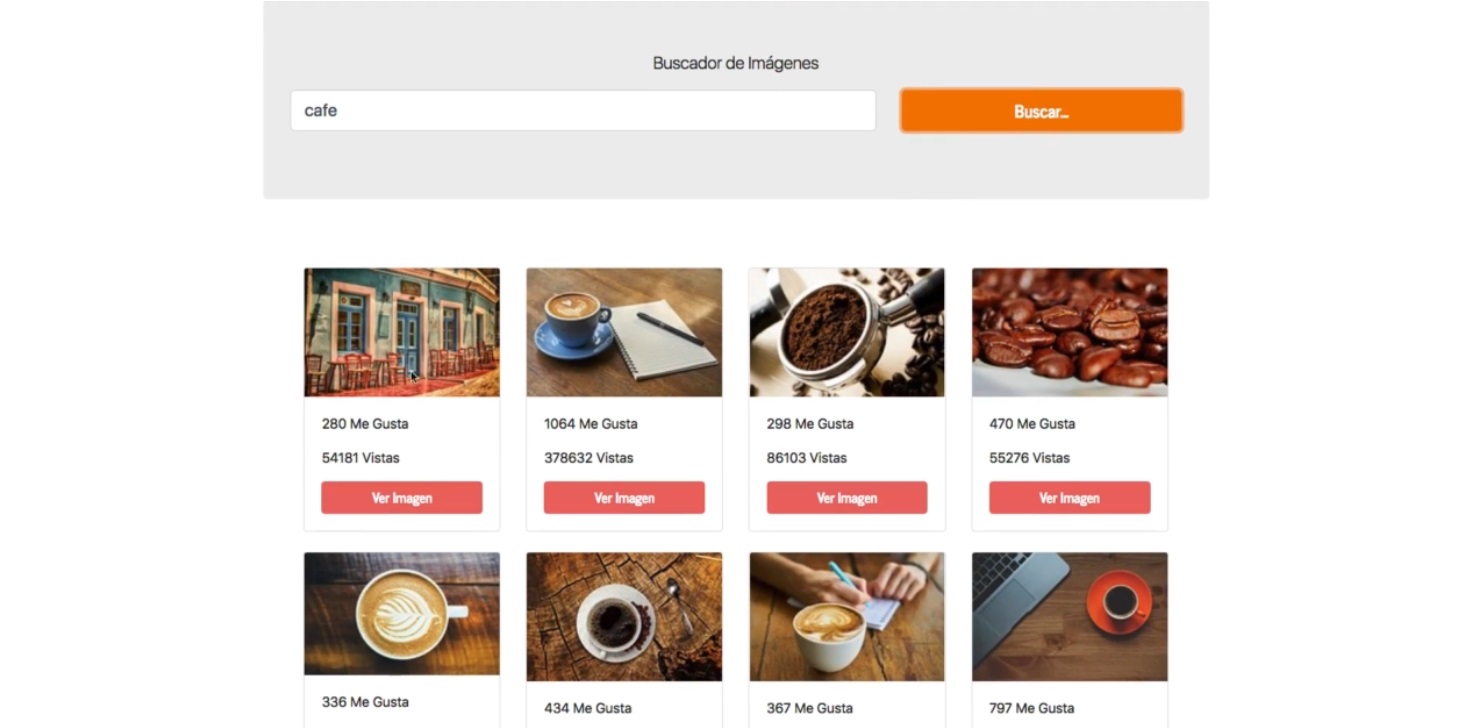 Buscador de Imágenes
cafe
Buscar...
280 Me Gusta
54181 Vistas
Ver Imagen
1064 Me Gusta
378632 Vistas
Ver Imagen
298 Me Gusta
86103 Vistas
Ver Imagen
470 Me Gusta
55276 Vistas
Ver Imagen
336 Me Gusta
434 Me Gusta
367 Me Gusta
797 Me Gusta